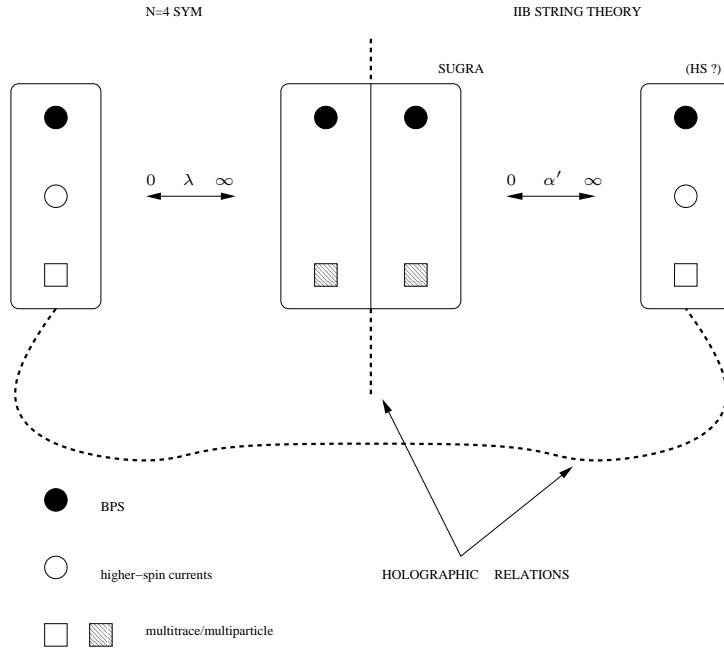 N=4 SYM
IIB STRING THEORY
SUGRA
(HS ?)
0 λ ∞
0 α′ ∞
HOLOGRAPHIC RELATIONS
BPS
higher−spin currents
multitrace/multiparticle